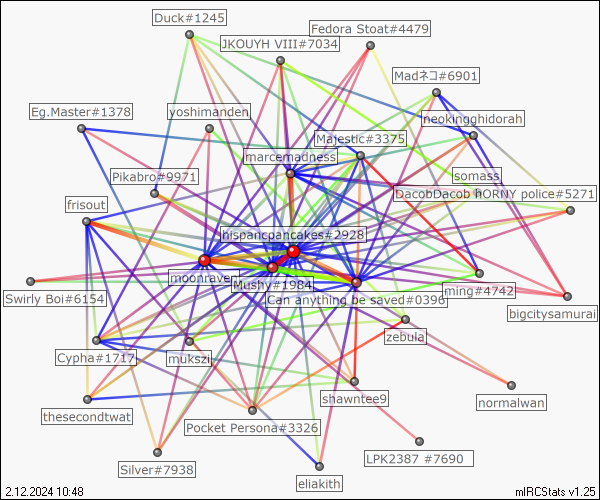 Duck#1245
Fedora Stoat#4479
JKOUYH VIII#7034
Madネコ#6901
Eg.Master#1378
yoshimanden
neokingghidorah
Majestic#3375
marcemadness
Pikabro#9971
somass
DacobDacob HORNY police#5271
frisout
hispanicpancakes#2928
moonrave
Mushy#1984
Swirly Boi#6154
Can anything be saved#0396
ming#4742
bigcitysamurai
zebula
Cypha#1717
mukszii
shawntee9
normalwan
thesecondtwat
Pocket Persona#3326
LPK2387 #7690
Silver#7938
eliakith
2.12.2024 10:48
mIRCStats v1.25